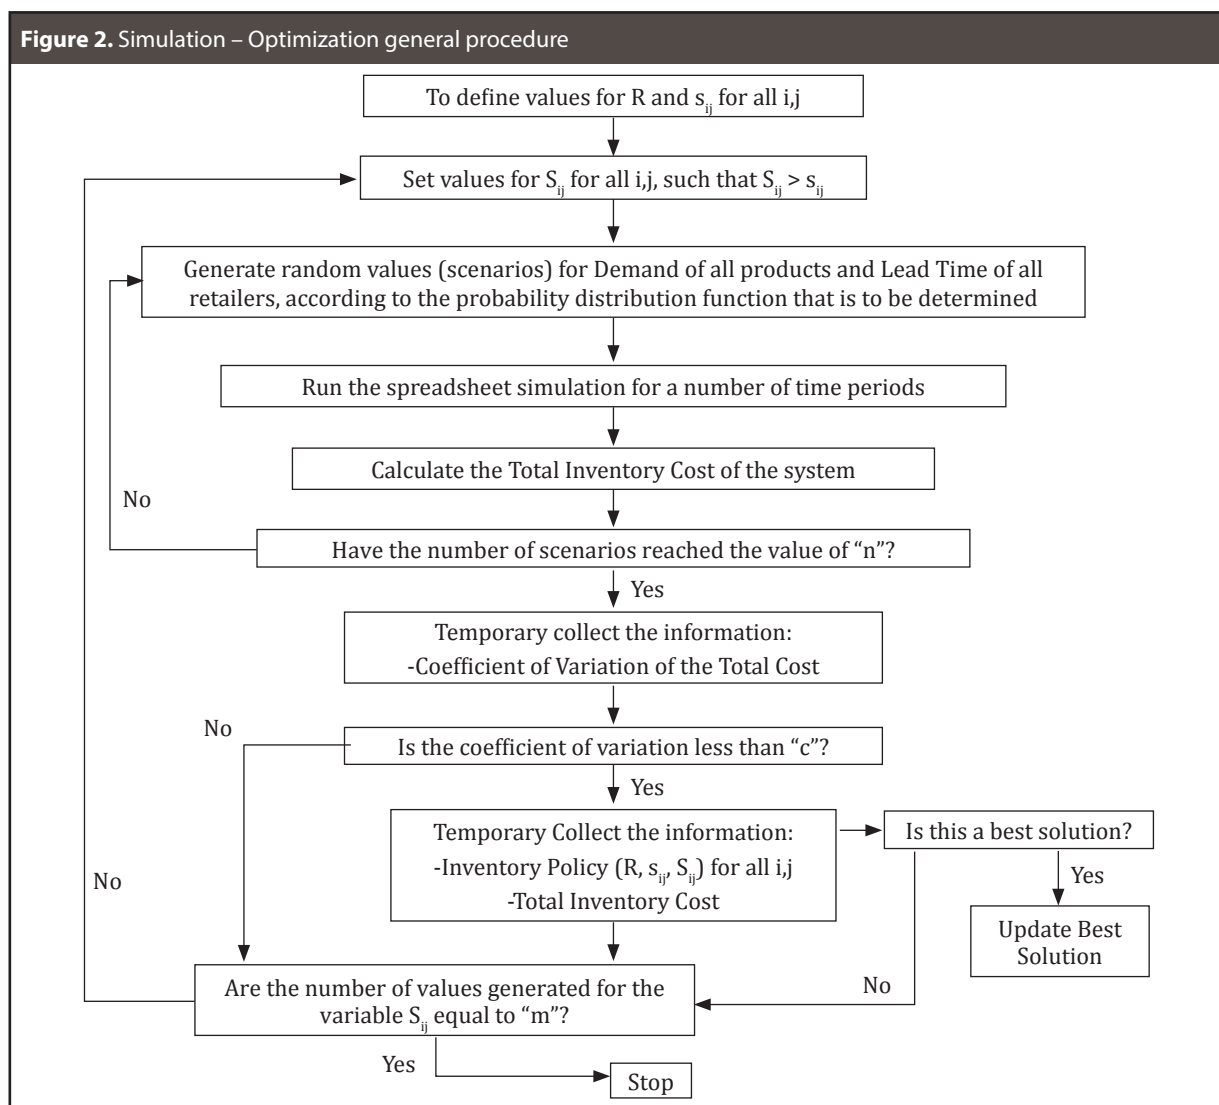 Figure 2. Simulation – Optimization general procedure
To define values for R and sij for all i,j
Set values for Sij for all i,j, such that Sij > sij
Generate random values (scenarios) for Demand of all products and Lead Time of all
retailers, according to the probability distribution function that is to be determined
Run the spreadsheet simulation for a number of time periods
Calculate the Total Inventory Cost of the system
No
Have the number of scenarios reached the value of “n”?
Yes
Temporary collect the information:
-Coefficient of Variation of the Total Cost
No
Is the coefficient of variation less than “c”?
Yes
Temporary Collect the information:
-Inventory Policy (R, sij, Sij) for all i,j
-Total Inventory Cost
Is this a best solution?
Yes
Update Best
Solution
No
No
Are the number of values generated for the
variable Sij equal to “m”?
Yes
Stop